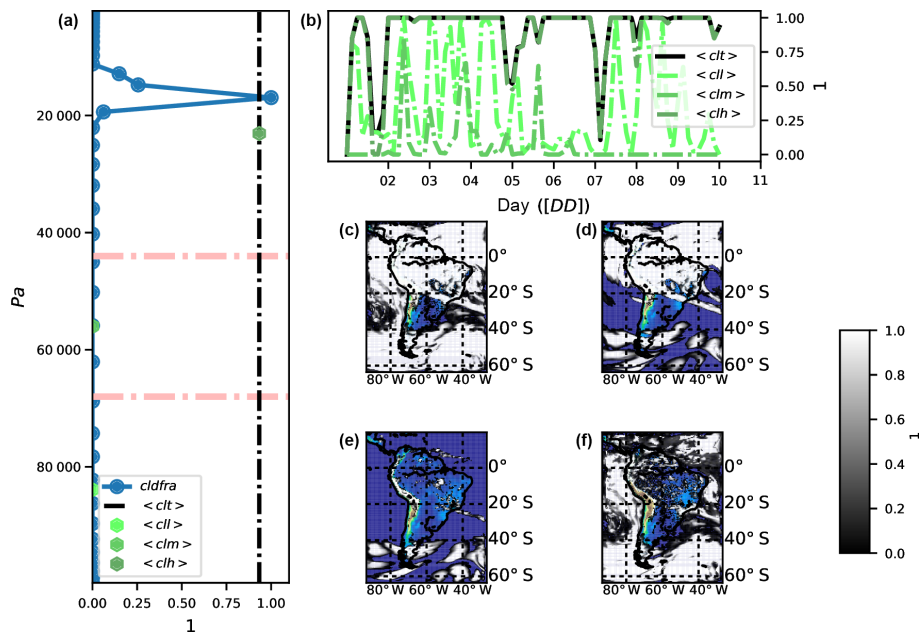 (a)
20 000
40 000
60 000
80 000
Pa
cldfra
< clt >
< cll >
< clm >
< clh >
0.00 0.25 0.50 0.75 1.00
1
(b)
1.00
0.75
0.50
0.25
0.00
1
< clt >
< cll >
< clm >
< clh >
02 03 04 05 06 07 08 09 10 11
Day ([DD])
(c)
0°
20° S
40° S
60° S
80° W 60° W 40° W
(d)
0°
20° S
40° S
60° S
80° W 60° W 40° W
(e)
0°
20° S
40° S
60° S
80° W 60° W 40° W
(f)
0°
20° S
40° S
60° S
80° W 60° W 40° W
1.0
0.8
0.6
0.4
0.2
0.0
1